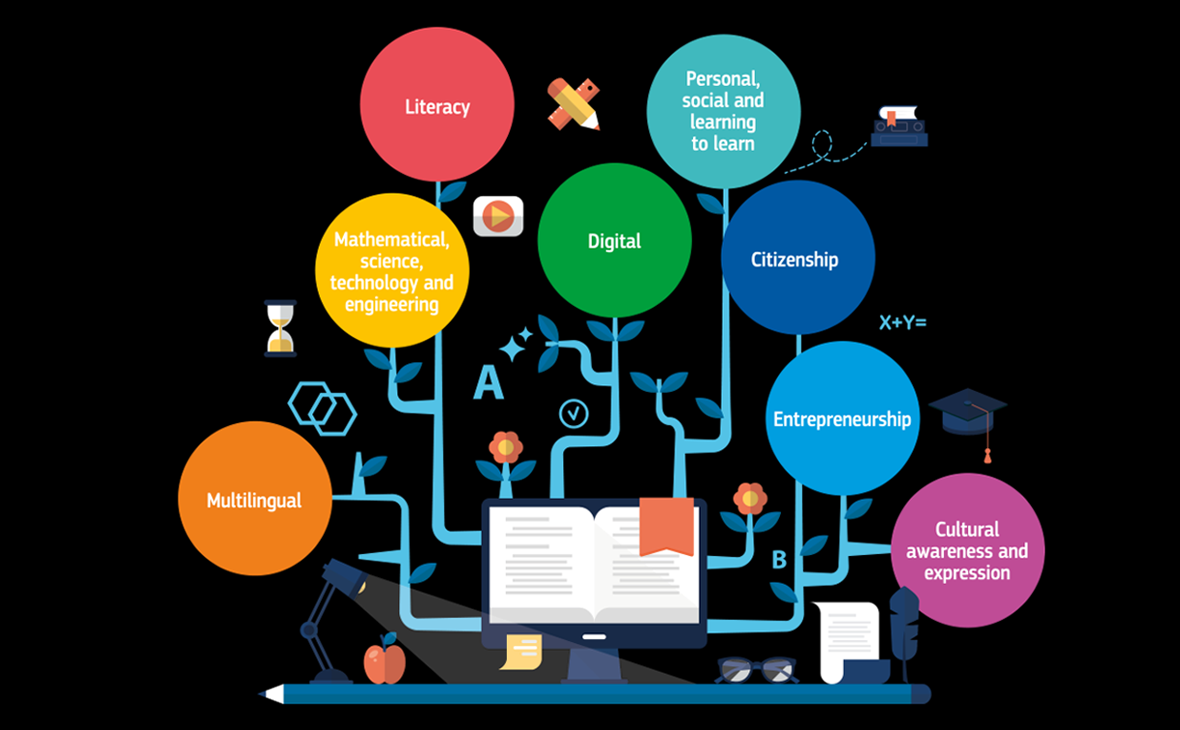 Literacy
Personal,
social and
learning
to learn
Mathematical,
science,
technology and
engineering
Digital
Citizenship
X+Y=
A
Entrepreneurship
Multilingual
B
Cultural
awareness and
expression